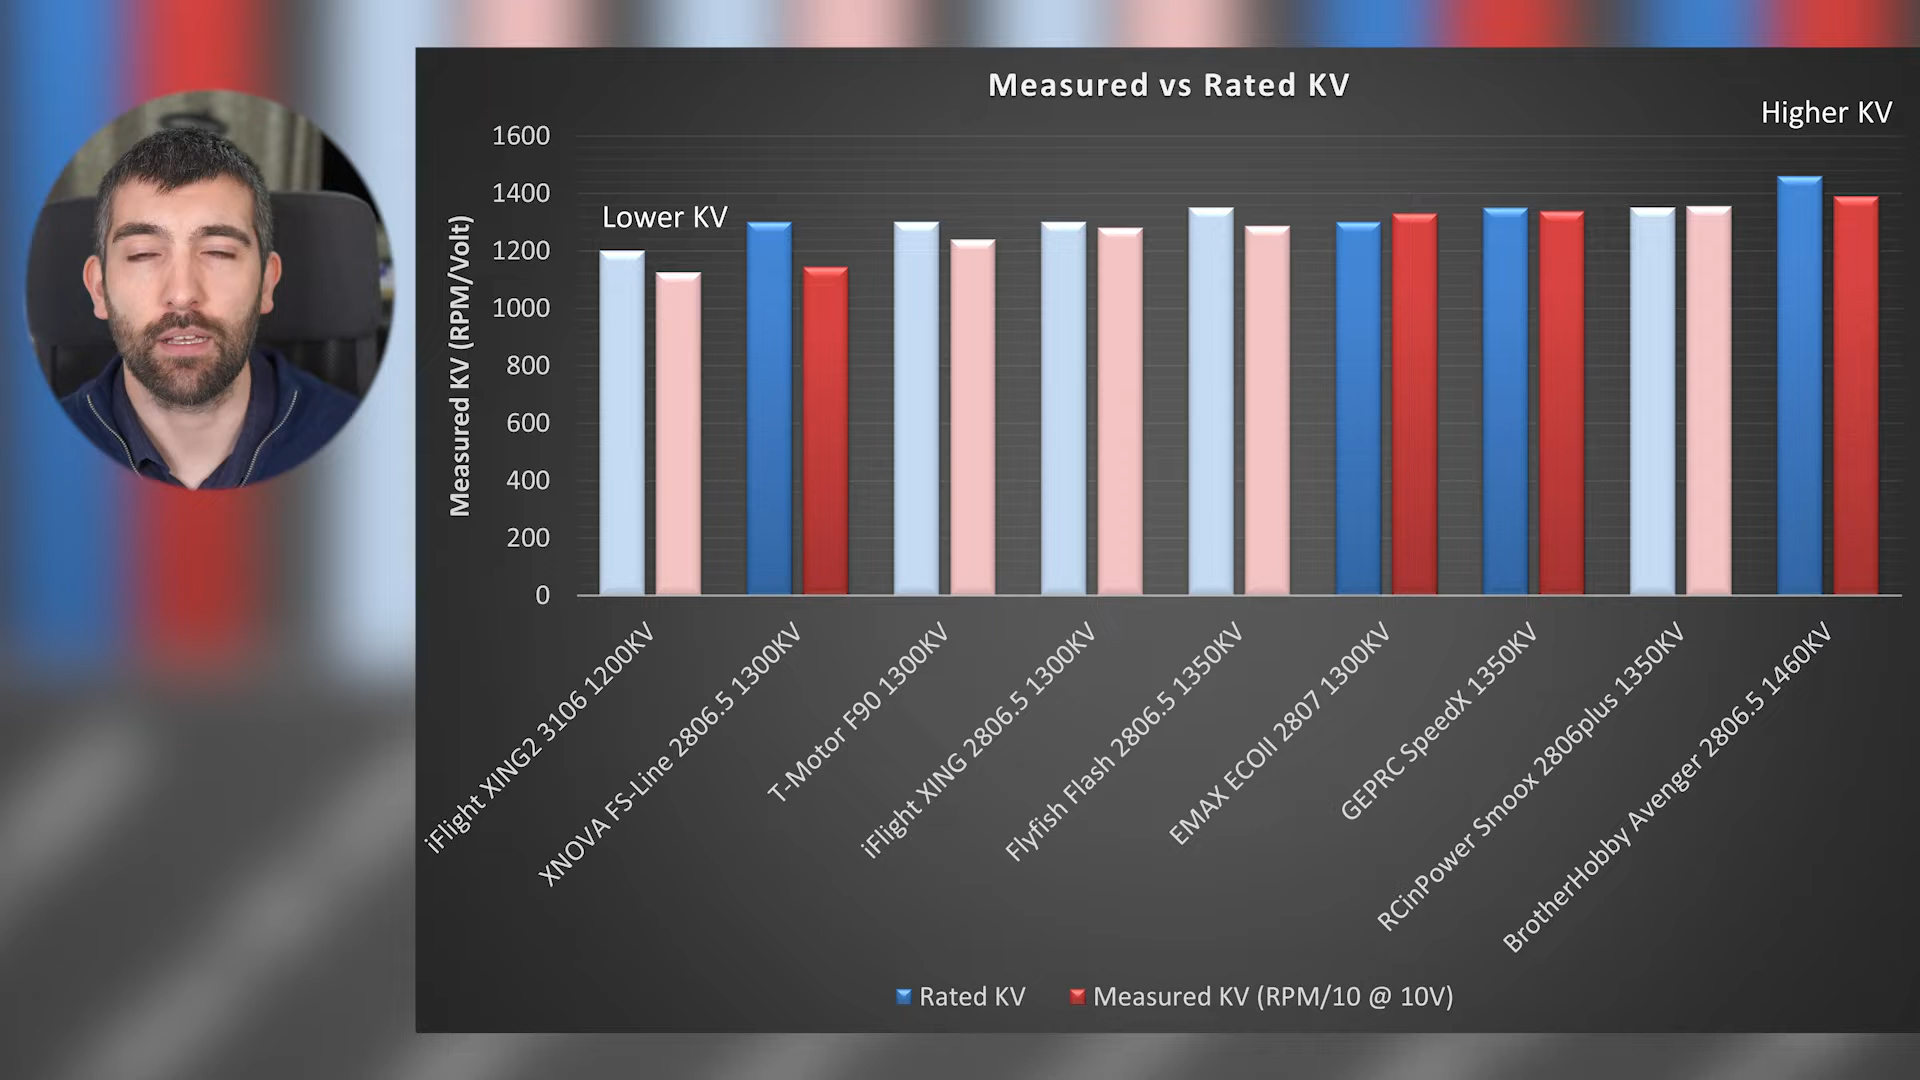 Measured vs Rated KV
Higher KV
Lower KV
Measured KV (RPM/Volt)
1600
1400
1200
1000
800
600
400
200
0
iFlight XING2 3106 1200KV
XNOVA FS-Line 2806.5 1300KV
T-Motor F90 1300KV
iFlight XING 2806.5 1300KV
Flyfish Flash 2806.5 1350KV
EMAX ECOII 2807 1300KV
GEPRC SpeedX 1350KV
RCinPower Smoox 2806plus 1350KV
BrotherHobby Avenger 2806.5 1460KV
Rated KV
Measured KV (RPM/10 @ 10V)